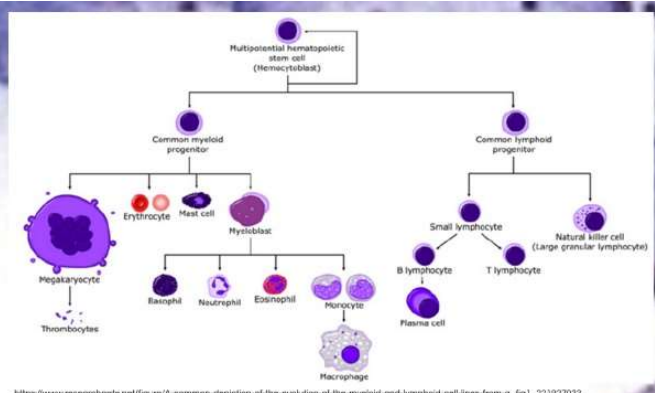 Multipotential hematopoietic
stem cell
(Hemocytoblast)
Common myeloid
progenitor
Common lymphoid
progenitor
Erythrocyte
Mast cell
Myeloblast
Small lymphocyte
Natural killer cell
(Large granular lymphocyte)
Megakaryocyte
B lymphocyte
T lymphocyte
Basophil
Neutrophil
Eosinophil
Monocyte
Thrombocytes
Plasma cell
Macrophage